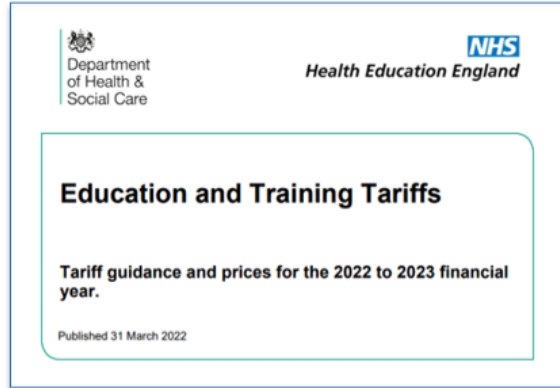 Department
of Health &
Social Care
NHS
Health Education England
Education and Training Tariffs
Tariff guidance and prices for the 2022 to 2023 financial
year.
Published 31 March 2022